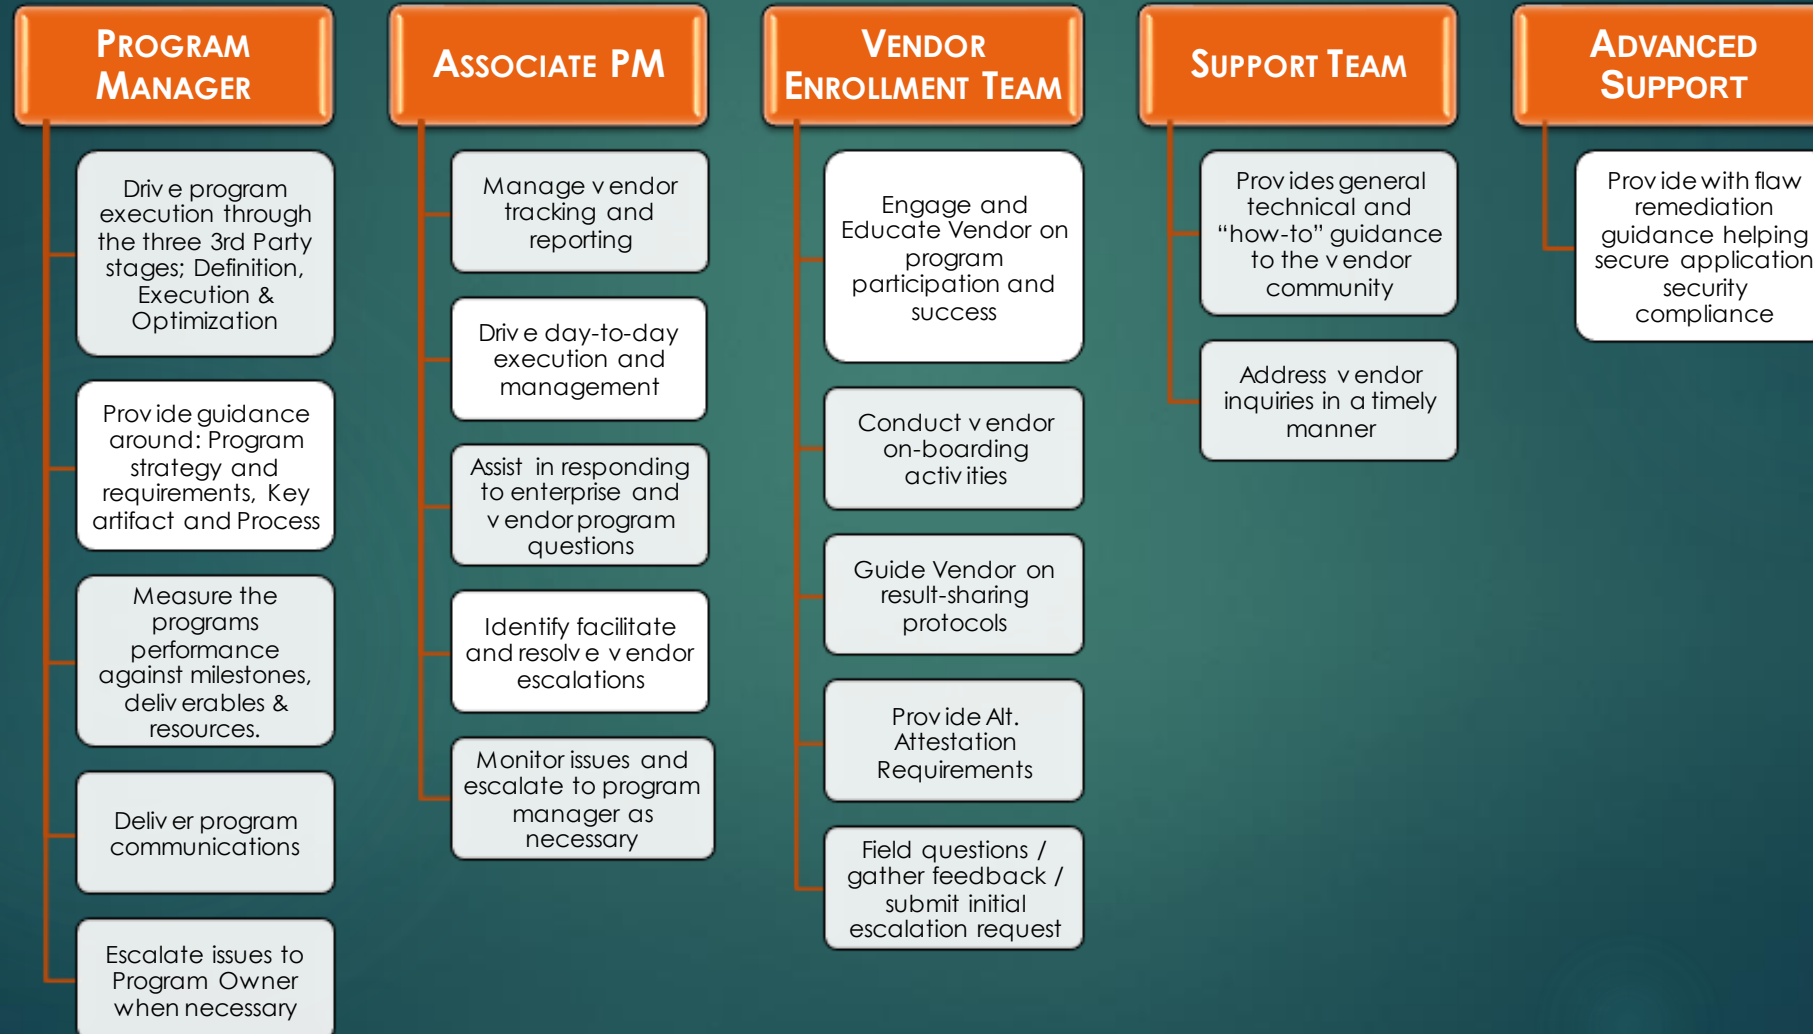 PROGRAM
MANAGER
Drive program
execution through
the three 3rd Party
stages; Definition,
Execution &
Optimization
Provide guidance
around: Program
strategy and
requirements, Key
artifact and Process
Measure the
programs
performance
against milestones,
deliverables &
resources.
Deliver program
communications
Escalate issues to
Program Owner
when necessary
ASSOCIATE PM
Manage vendor
tracking and
reporting
Drive day-to-day
execution and
management
Assist in responding
to enterprise and
vendor program
questions
Identify facilitate
and resolve vendor
escalations
Monitor issues and
escalate to program
manager as
necessary
VENDOR
ENROLLMENT TEAM
Engage and
Educate Vendor on
program
participation and
success
Conduct vendor
on-boarding
activities
Guide Vendor on
result-sharing
protocols
Provide Alt.
Attestation
Requirements
Field questions /
gather feedback /
submit initial
escalation request
SUPPORT TEAM
Provides general
technical and
“how-to” guidance
to the vendor
community
Address vendor
inquiries in a timely
manner
ADVANCED
SUPPORT
Provide with flaw
remediation
guidance helping
secure application
security
compliance